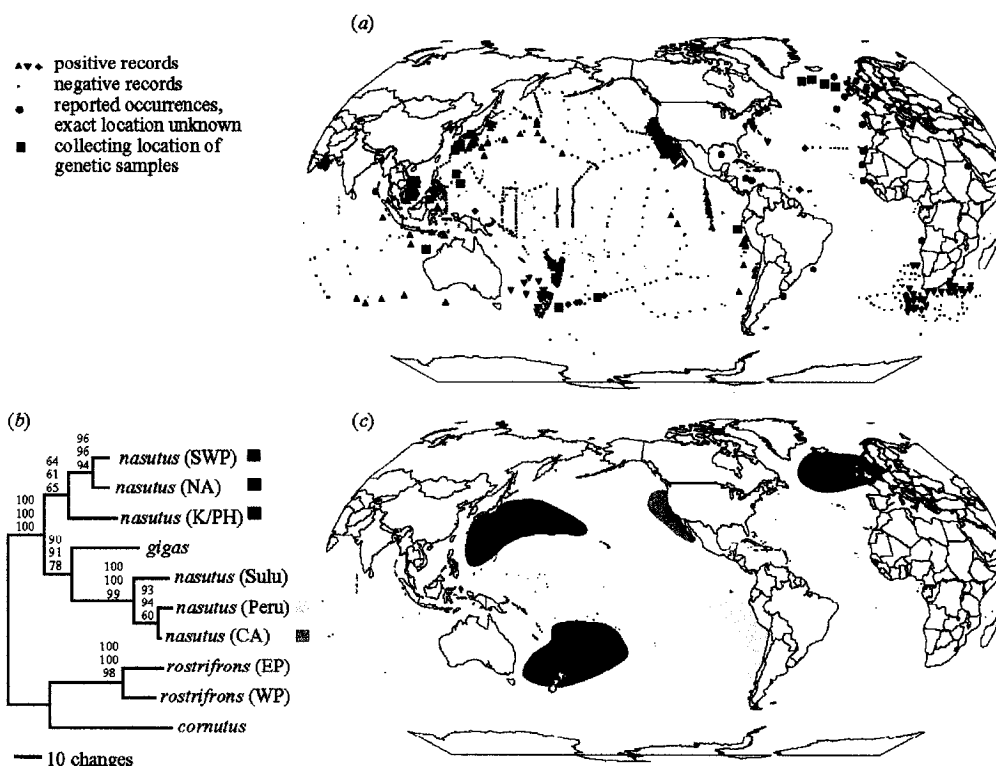 (a)
▲▼◆ positive records
· negative records
● reported occurrences,
exact location unknown
■ collecting location of
genetic samples
(b)
96
96
94
nasutus (SWP)
64
61
65
nasutus (NA)
100
100
100
nasutus (K/PH)
90
91
78
gigas
100
100
99
nasutus (Sulu)
93
94
60
nasutus (Peru)
nasutus (CA)
100
100
98
rostrifrons (EP)
rostrifrons (WP)
cornutus
10 changes
(c)